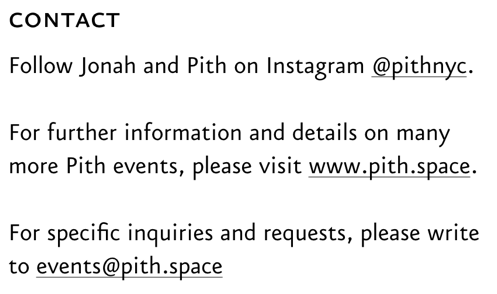 CONTACT
Follow Jonah and Pith on Instagram @pithnyc.
For further information and details on many
more Pith events, please visit www.pith.space.
For specific inquiries and requests, please write
to events@pith.space